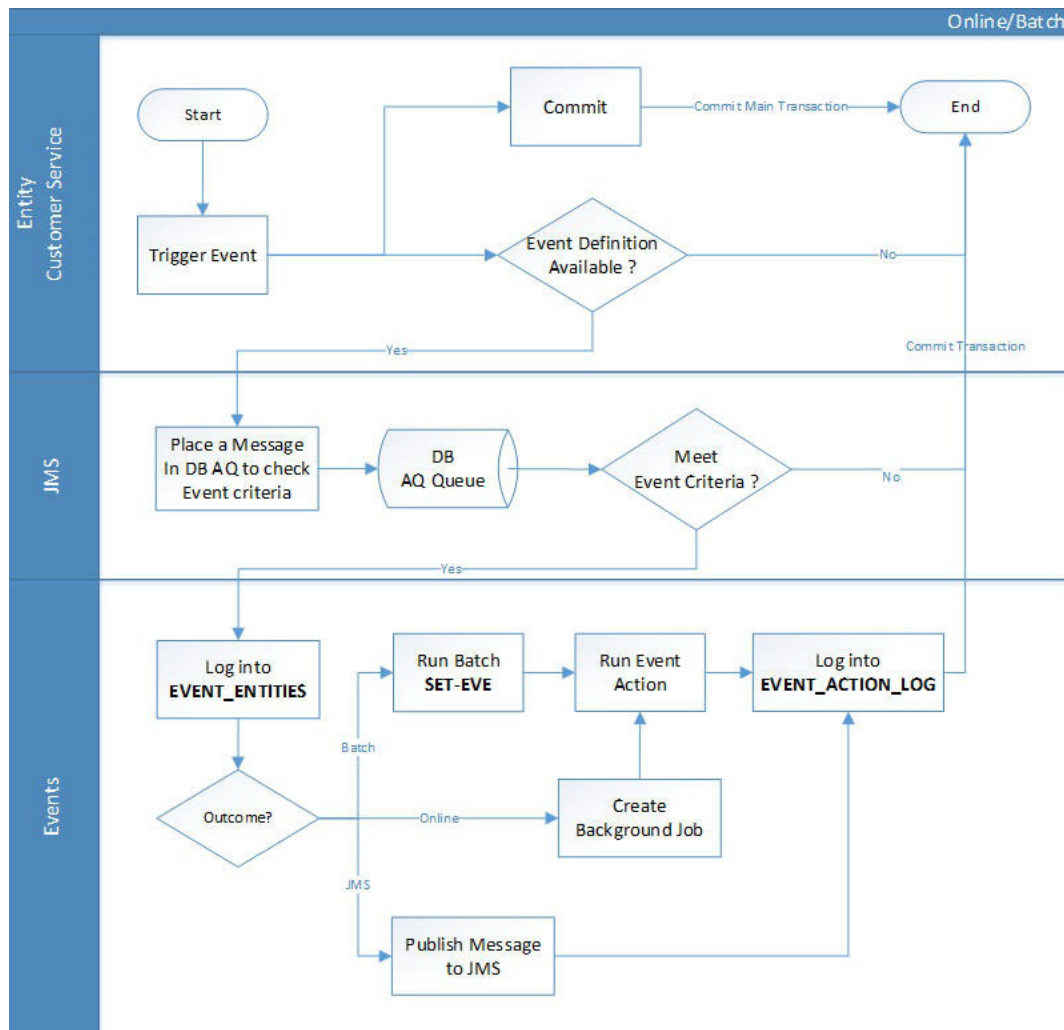 Online/Batch
Entity
Customer Service
Start
Commit
Commit Main Transaction
End
Trigger Event
Event Definition
Available ?
No
Yes
Commit Transaction
JMS
Place a Message
In DB AQ to check
Event criteria
DB
AQ Queue
Meet
Event Criteria ?
No
Yes
Events
Log into
EVENT_ENTITIES
Run Batch
SET-EVE
Run Event
Action
Log into
EVENT_ACTION_LOG
Batch
Outcome?
Online
Create
Background Job
JMS
Publish Message
to JMS